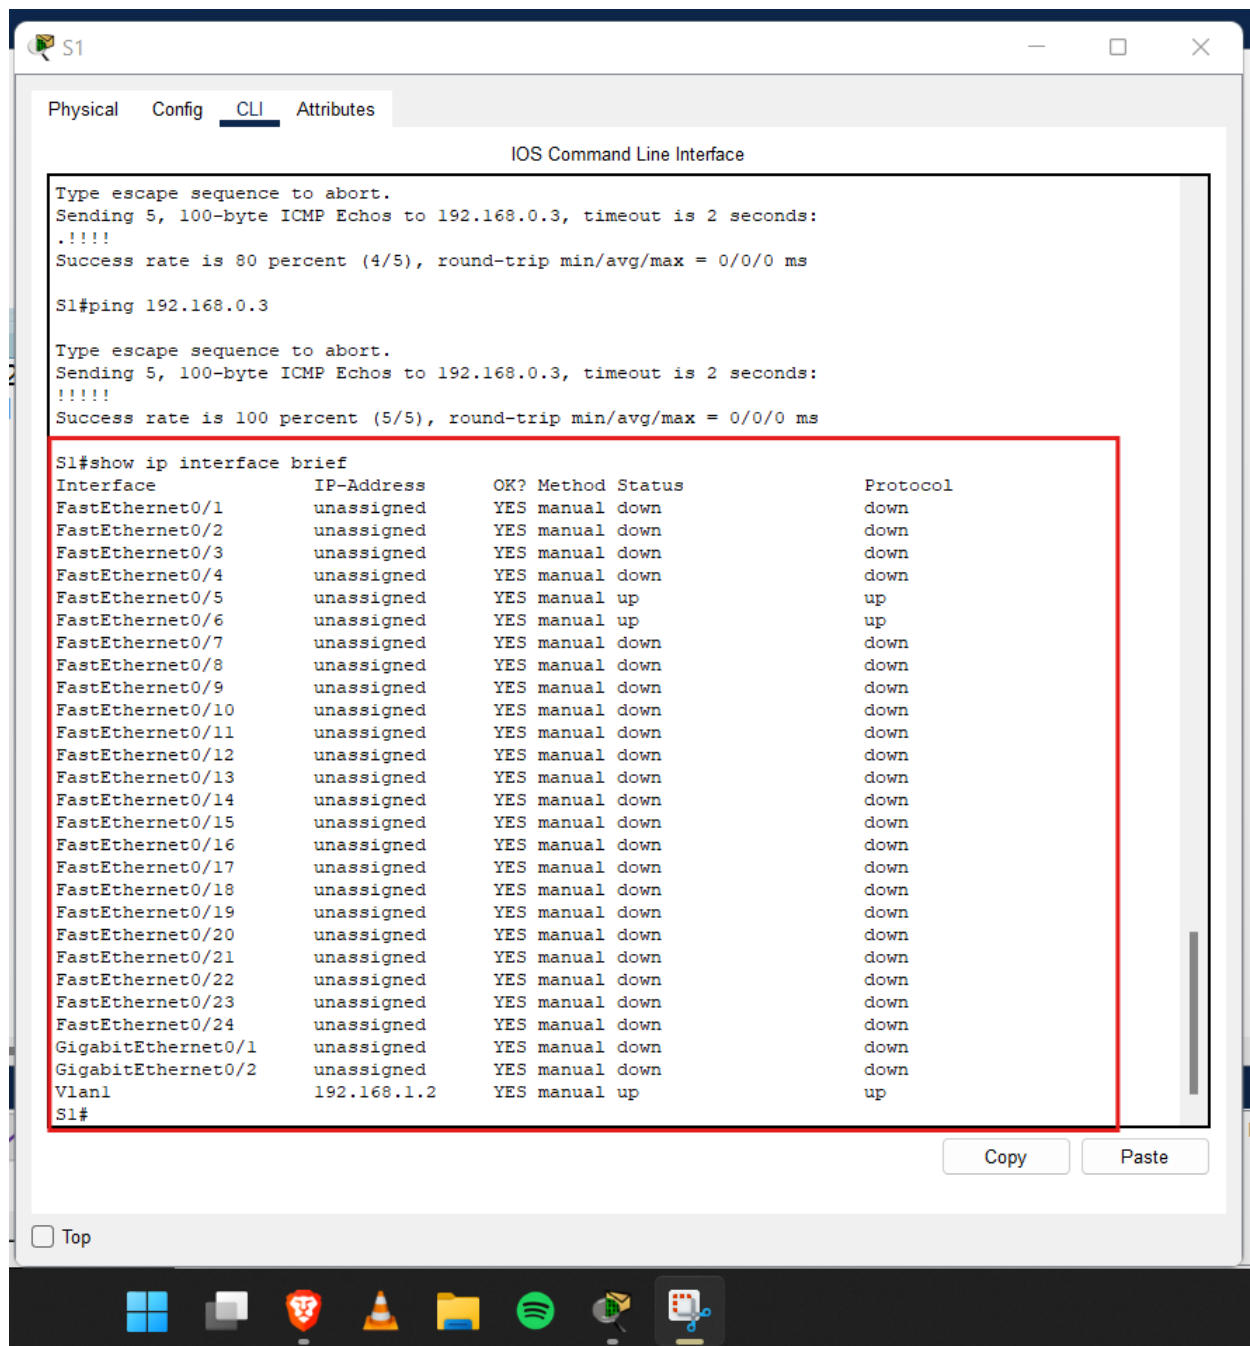 S1
Physical Config CLI Attributes
IOS Command Line Interface
Type escape sequence to abort.
Sending 5, 100-byte ICMP Echos to 192.168.0.3, timeout is 2 seconds:
.!!!!
Success rate is 80 percent (4/5), round-trip min/avg/max = 0/0/0 ms
S1#ping 192.168.0.3
Type escape sequence to abort.
Sending 5, 100-byte ICMP Echos to 192.168.0.3, timeout is 2 seconds:
!!!!!
Success rate is 100 percent (5/5), round-trip min/avg/max = 0/0/0 ms
S1#show ip interface brief
Interface IP-Address OK? Method Status Protocol
FastEthernet0/1 unassigned YES manual down down
FastEthernet0/2 unassigned YES manual down down
FastEthernet0/3 unassigned YES manual down down
FastEthernet0/4 unassigned YES manual down down
FastEthernet0/5 unassigned YES manual up up
FastEthernet0/6 unassigned YES manual up up
FastEthernet0/7 unassigned YES manual down down
FastEthernet0/8 unassigned YES manual down down
FastEthernet0/9 unassigned YES manual down down
FastEthernet0/10 unassigned YES manual down down
FastEthernet0/11 unassigned YES manual down down
FastEthernet0/12 unassigned YES manual down down
FastEthernet0/13 unassigned YES manual down down
FastEthernet0/14 unassigned YES manual down down
FastEthernet0/15 unassigned YES manual down down
FastEthernet0/16 unassigned YES manual down down
FastEthernet0/17 unassigned YES manual down down
FastEthernet0/18 unassigned YES manual down down
FastEthernet0/19 unassigned YES manual down down
FastEthernet0/20 unassigned YES manual down down
FastEthernet0/21 unassigned YES manual down down
FastEthernet0/22 unassigned YES manual down down
FastEthernet0/23 unassigned YES manual down down
FastEthernet0/24 unassigned YES manual down down
GigabitEthernet0/1 unassigned YES manual down down
GigabitEthernet0/2 unassigned YES manual down down
Vlan1 192.168.1.2 YES manual up up
S1#
Copy Paste
Top